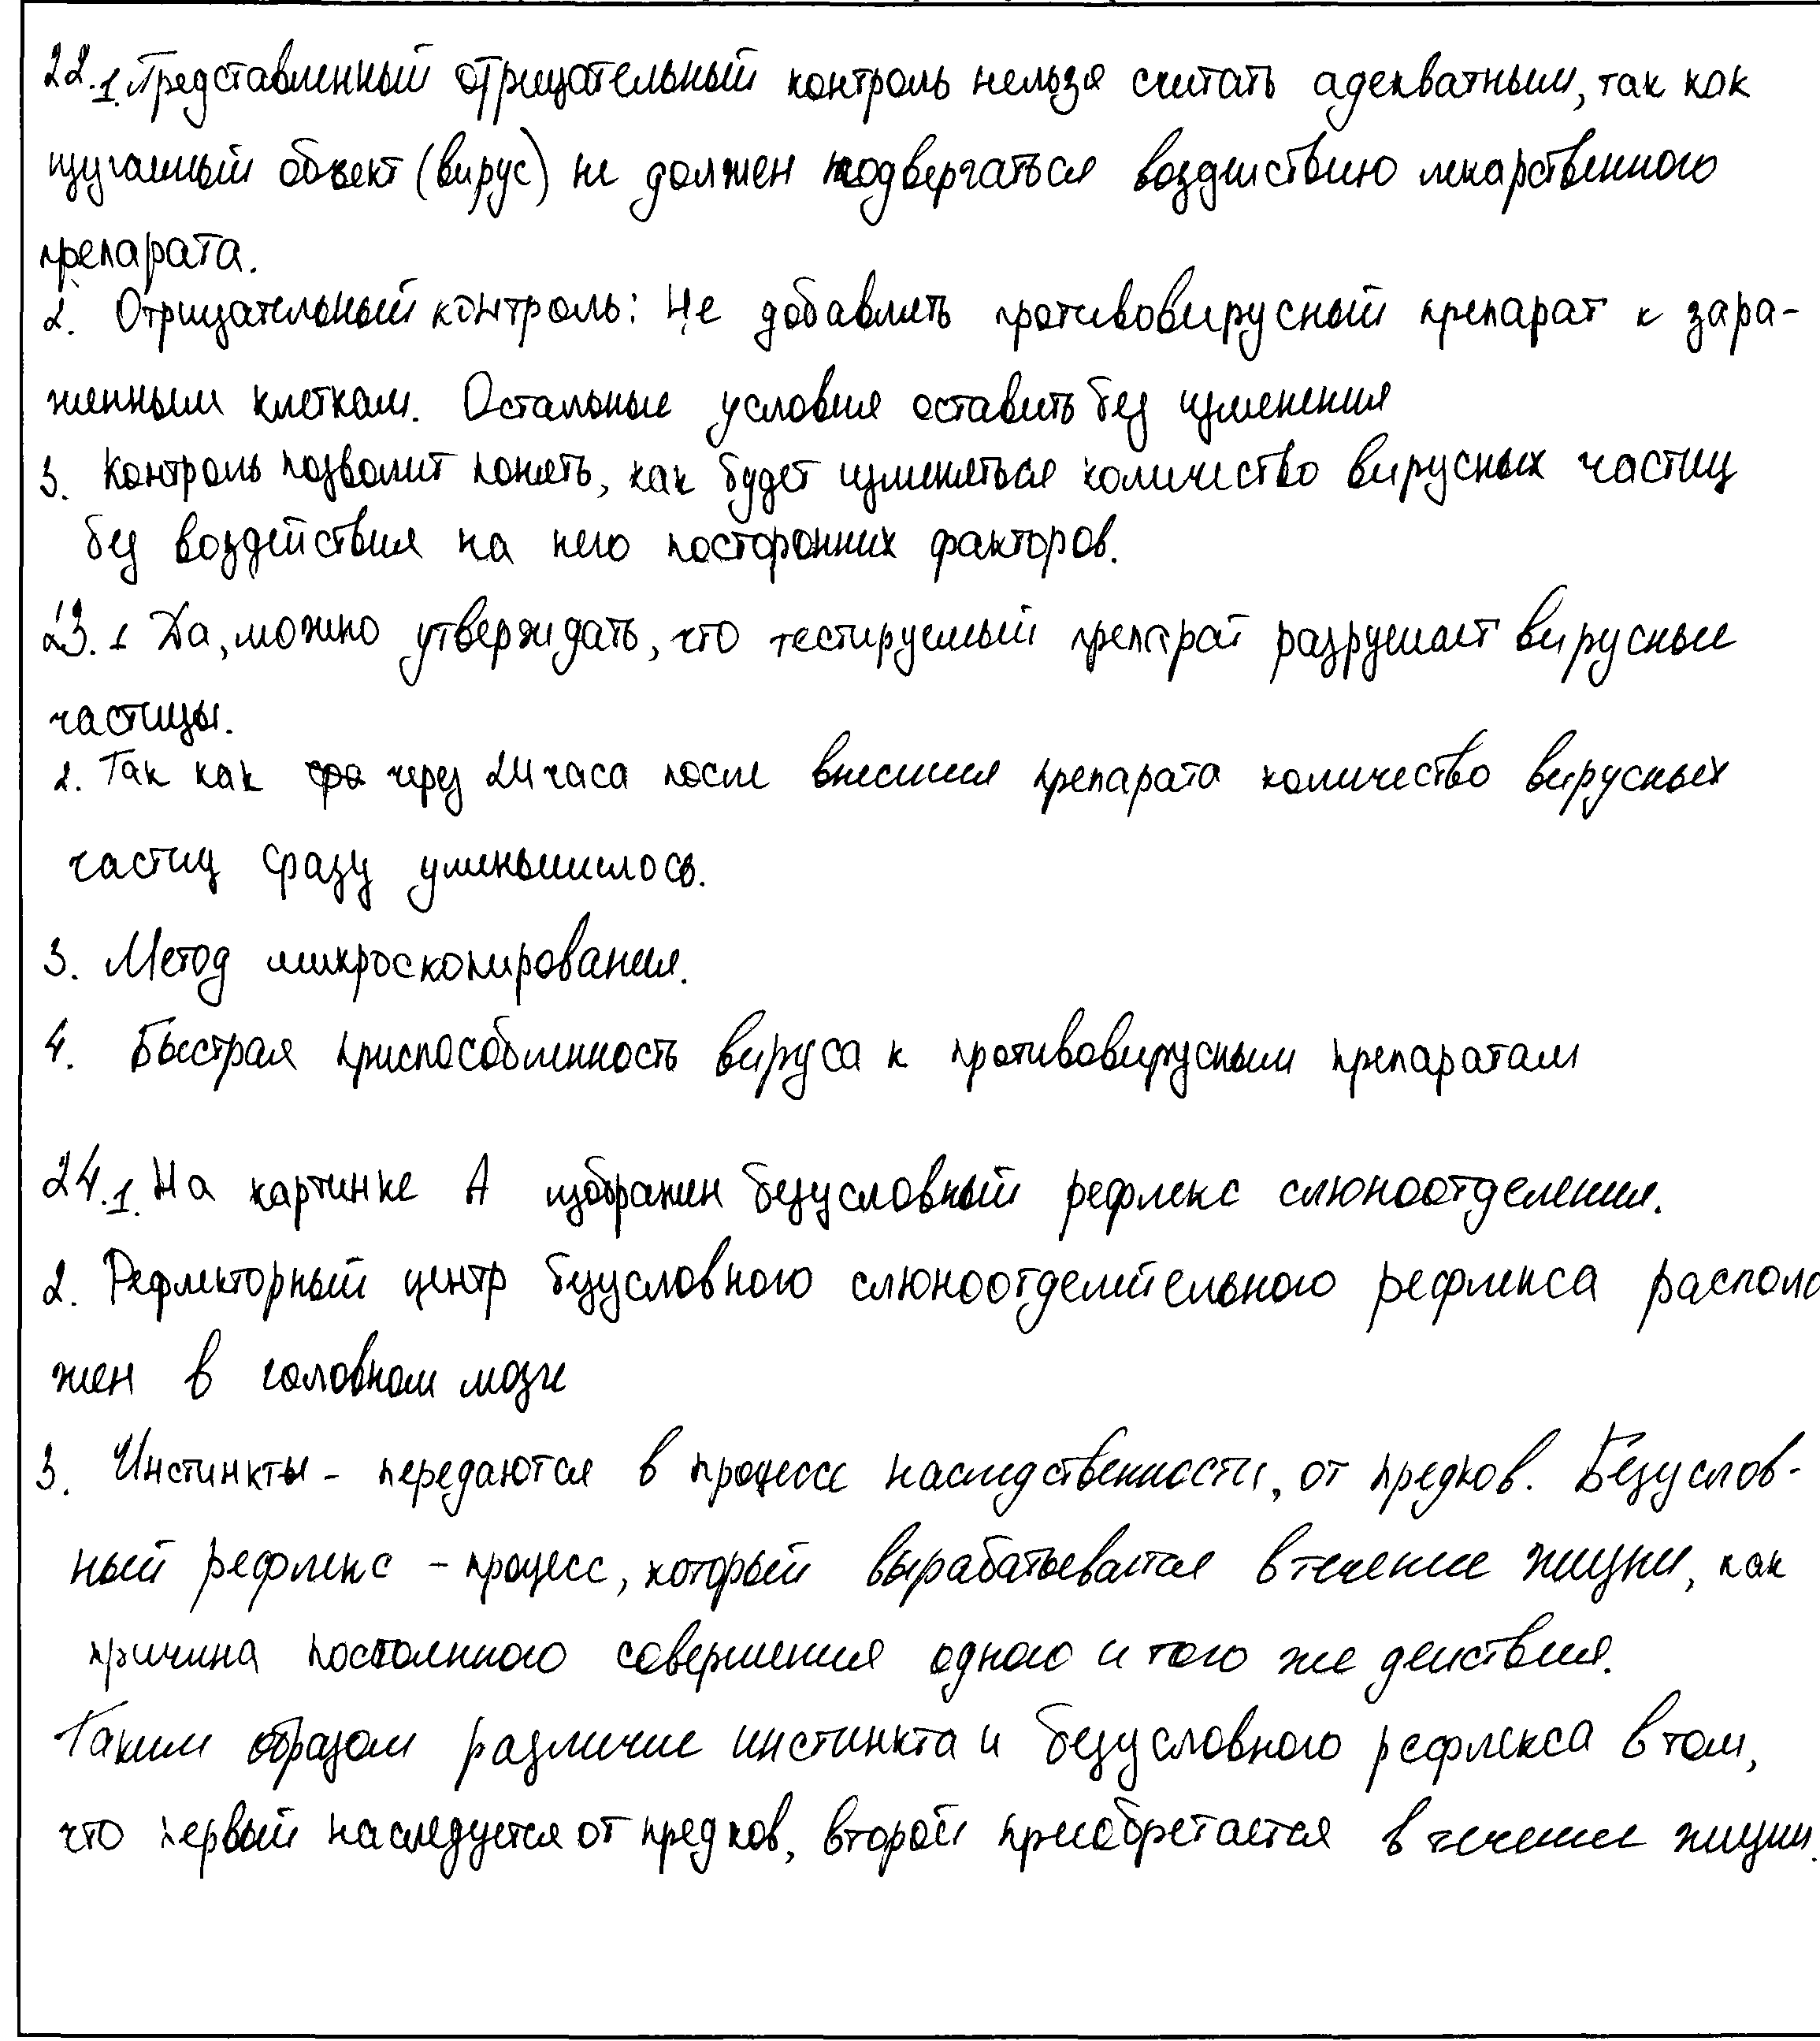 22.1. Представленный отрицательный контроль нельзя считать адекватным, так как
изучаемый объект (вирус) не должен подвергаться воздействию лекарственного
препарата.
2. Отрицательный контроль: Не добавлять противовирусный препарат к зара-
женным клеткам. Остальные условия оставить без изменения
3. Контроль позволит понять, как будет изменяться количество вирусных частиц
без воздействия на него посторонних факторов.
23.1 Да, можно утверждать, что тестируемый препарат разрушает вирусные
частицы.
2. Так как через 24 часа после внесения препарата количество вирусных
частиц сразу уменьшилось.
3. Метод микроскопирования.
4. Быстрая приспособленность вируса к противовирусным препаратам
24.1. На картинке А изображен безусловный рефлекс слюноотделения.
2. Рефлекторный центр безусловного слюноотделительного рефлекса располо
жен в головном мозге
3. Инстинкты - передаются в процессе наследственности, от предков. Безуслов-
ный рефлекс - процесс, который вырабатывается в течение жизни, как
причина постоянного совершения одного и того же действия.
Таким образом различие инстинкта и безусловного рефлекса в том,
что первый наследуется от предков, второй приобретается в течение жизни.